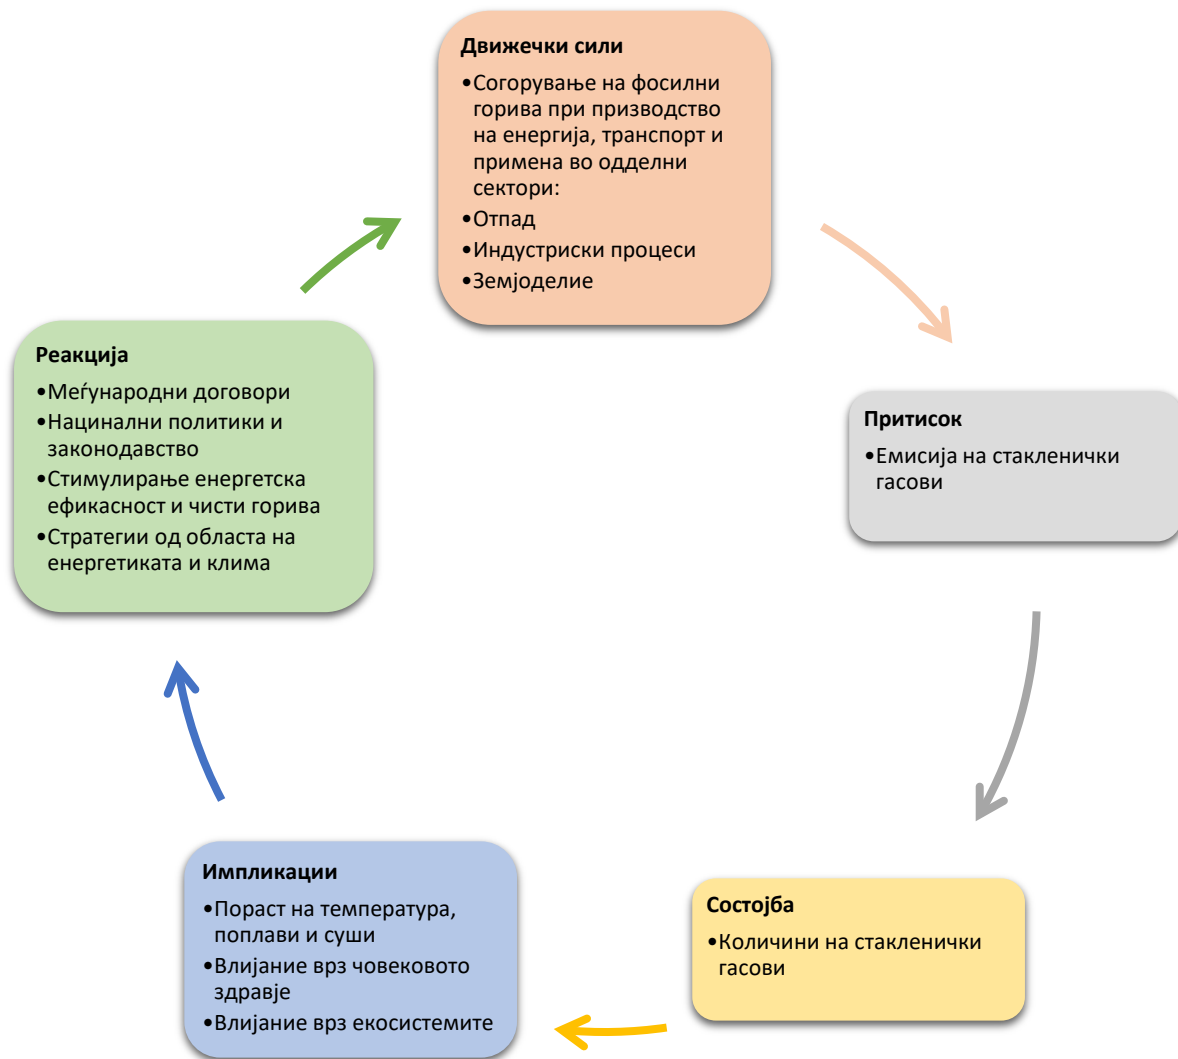 Движечки сили
•Согорување на фосилни
горива при призводство
на енергија, транспорт и
примена во одделни
сектори:
•Отпад
•Индустриски процеси
•Земјоделие
Притисок
•Емисија на стакленички
гасови
Состојба
•Количини на стакленички
гасови
Импликации
•Пораст на температура,
поплави и суши
•Влијание врз човековото
здравје
•Влијание врз екосистемите
Реакција
•Меѓународни договори
•Нацинални политики и
законодавство
•Стимулирање енергетска
ефикасност и чисти горива
•Стратегии од областа на
енергетиката и клима